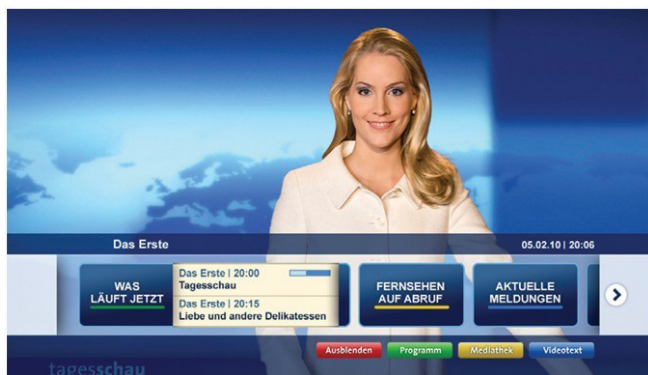 Das Erste
05.02.10 | 20:06
WAS
LÄUFT JETZT
Das Erste | 20:00
Tagesschau
Das Erste | 20:15
Liebe und andere Delikatessen
FERNSEHEN
AUF ABRUF
AKTUELLE
MELDUNGEN
Ausblenden
Programm
Mediathek
Videotext
tagesschau